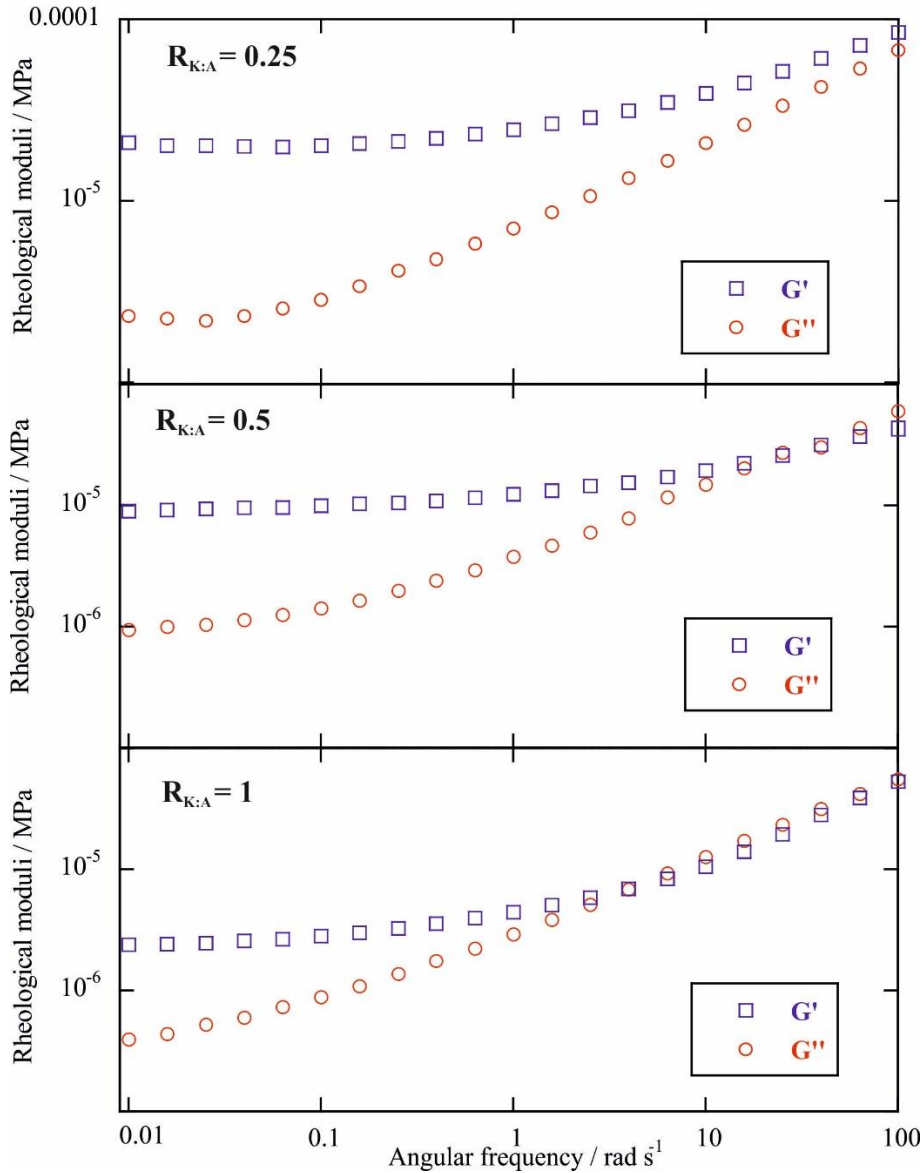 0.0001
R_K:A = 0.25
Rheological moduli / MPa
10^-5
G'
G''
R_K:A = 0.5
Rheological moduli / MPa
10^-5
10^-6
G'
G''
R_K:A = 1
Rheological moduli / MPa
10^-5
10^-6
G'
G''
0.01 0.1 1 10 100
Angular frequency / rad s^-1